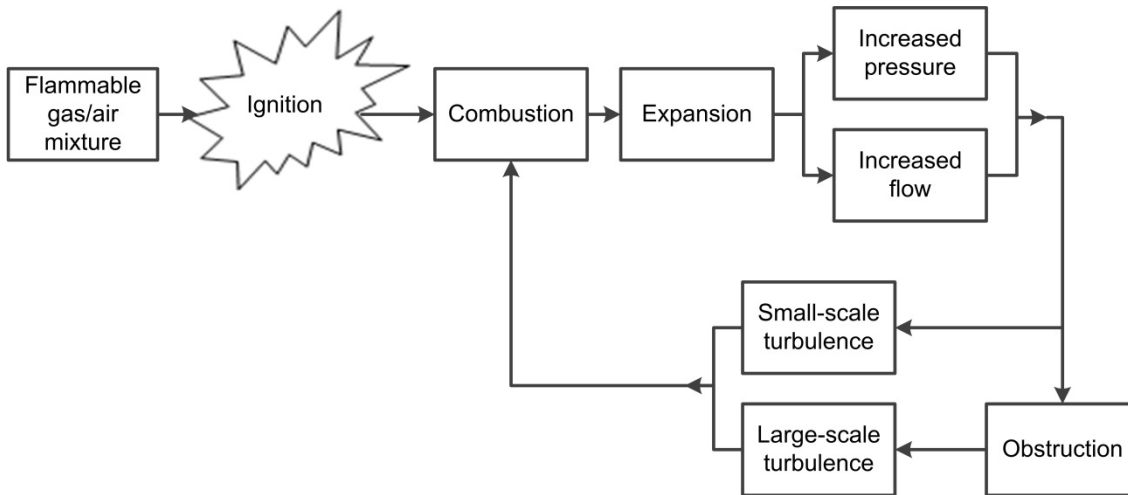 Flammable
gas/air
mixture
Ignition
Combustion
Expansion
Increased
pressure
Increased
flow
Small-scale
turbulence
Large-scale
turbulence
Obstruction